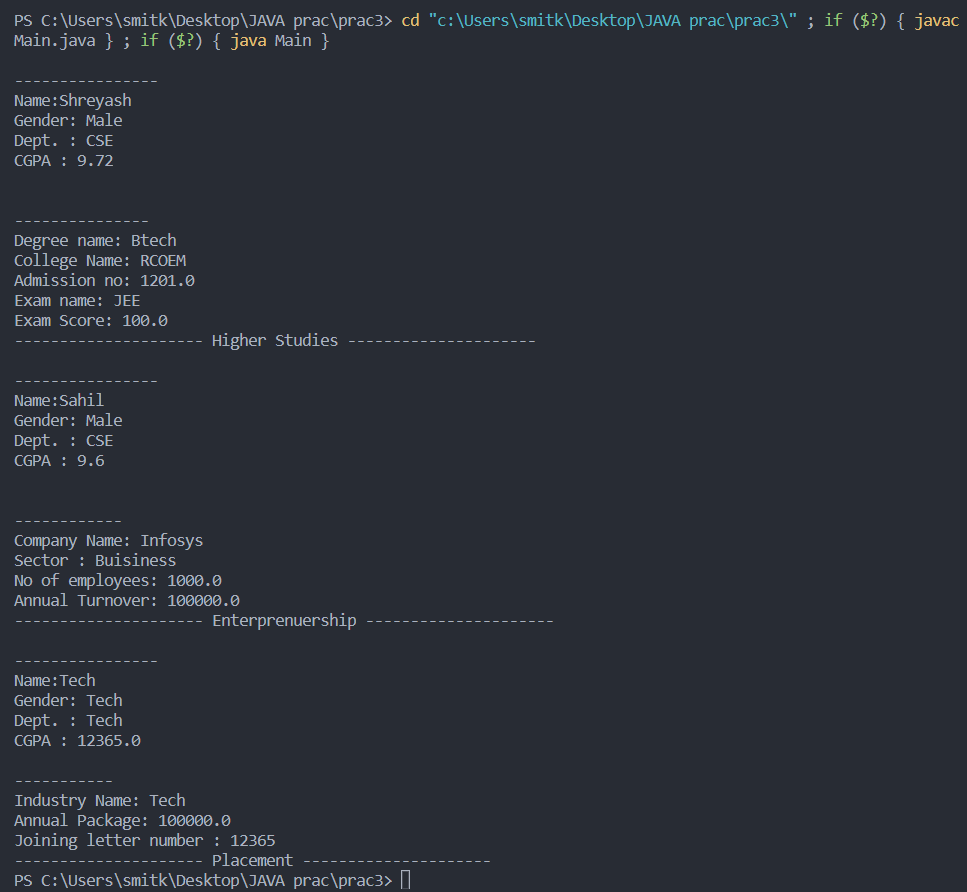 PS C:\Users\smitk\Desktop\JAVA prac\prac3> cd "c:\Users\smitk\Desktop\JAVA prac\prac3\" ; if ($?) { javac
Main.java } ; if ($?) { java Main }
----------------
Name:Shreyash
Gender: Male
Dept. : CSE
CGPA : 9.72
---------------
Degree name: Btech
College Name: RCOEM
Admission no: 1201.0
Exam name: JEE
Exam Score: 100.0
--------------------- Higher Studies ---------------------
----------------
Name:Sahil
Gender: Male
Dept. : CSE
CGPA : 9.6
------------
Company Name: Infosys
Sector : Buisiness
No of employees: 1000.0
Annual Turnover: 100000.0
--------------------- Enterprenuership ---------------------
----------------
Name:Tech
Gender: Tech
Dept. : Tech
CGPA : 12365.0
-----------
Industry Name: Tech
Annual Package: 100000.0
Joining letter number : 12365
--------------------- Placement ---------------------
PS C:\Users\smitk\Desktop\JAVA prac\prac3>